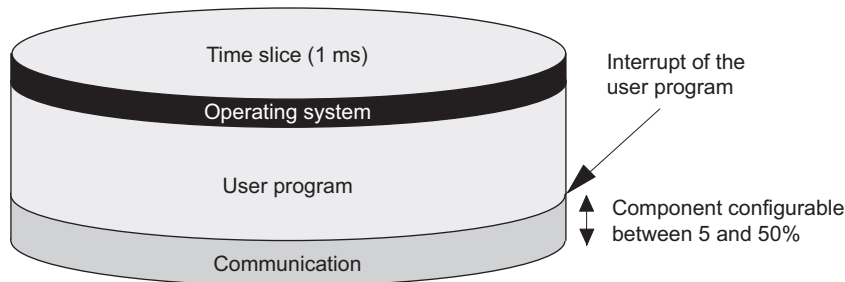 Time slice (1 ms)
Operating system
User program
Communication
Interrupt of the
user program
Component configurable
between 5 and 50%